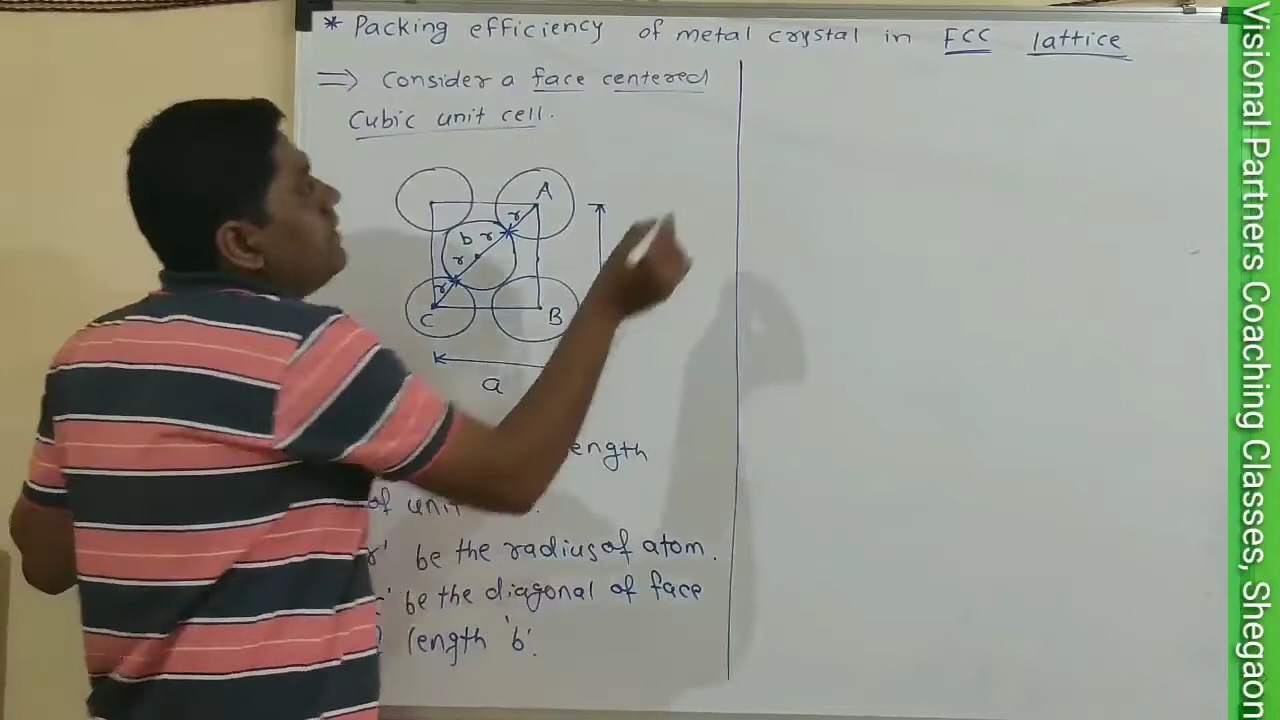 * Packing efficiency of metal crystal in FCC lattice
⇒ Consider a face centered
Cubic unit cell.
A
r
b r
r
r
C
B
a
ength
of unit
r' be the radius of atom.
' be the diagonal of face
length 'b'.
Visional Partners Coaching Classes, Shegaon